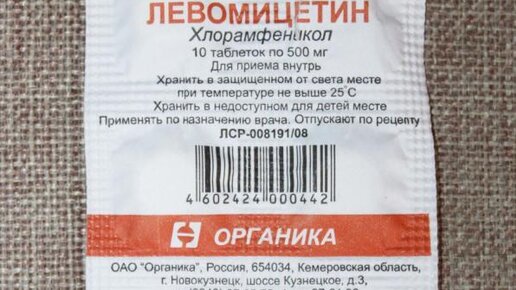 ЛЕВОМИЦЕТИН
Хлорамфеникол
10 таблеток по 500 мг
Для приема внутрь
Хранить в защищенном от света месте
при температуре не выше 25°С
Хранить в недоступном для детей месте
Применять по назначению врача. Отпускают по рецепту
ЛСР-008191/08
4 602424 000442
ОРГАНИКА
ОАО "Органика", Россия, 654034, Кемеровская область,
г. Новокузнецк, шоссе Кузнецкое, д.3,